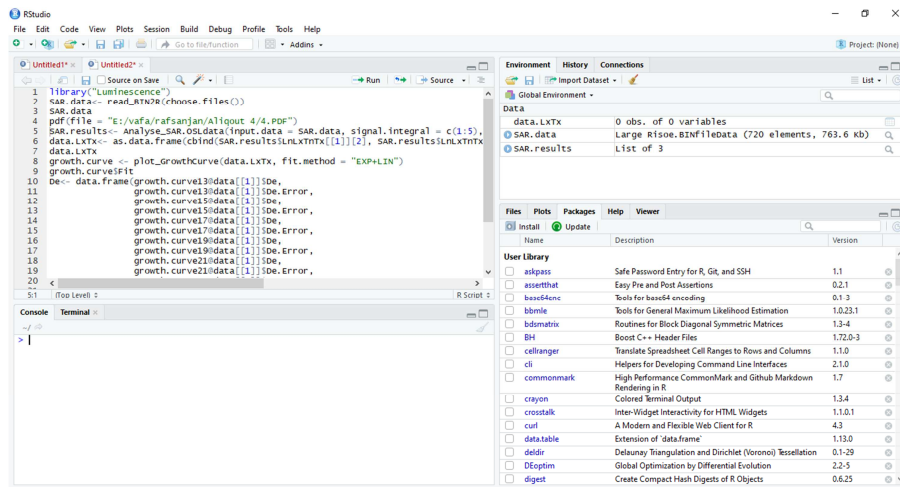 RStudio
File Edit Code View Plots Session Build Debug Profile Tools Help
Go to file/function Addins Project: (None)
Untitled1* Untitled2*
Source on Save Run Source
1 library("Luminescence")
2 SAR.data<- read_BIN2R(choose.files())
3 SAR.data
4 pdf(file = "E:/vafa/rafsanjan/Aliqout 4/4.PDF")
5 SAR.results<- Analyse_SAR.OSLdata(input.data = SAR.data, signal.integral = c(1:5),
6 data.LxTx<- as.data.frame(cbind(SAR.results$LnLxTnTx[[1]][2], SAR.results$LnLxTnTx
7 data.LxTx
8 growth.curve <- plot_GrowthCurve(data.LxTx, fit.method = "EXP+LIN")
9 growth.curve$Fit
10 De<- data.frame(growth.curve13@data[[1]]$De,
11 growth.curve13@data[[1]]$De.Error,
12 growth.curve15@data[[1]]$De,
13 growth.curve15@data[[1]]$De.Error,
14 growth.curve17@data[[1]]$De,
15 growth.curve17@data[[1]]$De.Error,
16 growth.curve19@data[[1]]$De,
17 growth.curve19@data[[1]]$De.Error,
18 growth.curve21@data[[1]]$De,
19 growth.curve21@data[[1]]$De.Error,
20
5:1 (Top Level) R Script
Console Terminal
~/
>
Environment History Connections
Import Dataset List
Global Environment
Data
data.LxTx 0 obs. of 0 variables
SAR.data Large Risoe.BINfileData (720 elements, 763.6 Kb)
SAR.results List of 3
Files Plots Packages Help Viewer
Install Update
Name Description Version
User Library
askpass Safe Password Entry for R, Git, and SSH 1.1
assertthat Easy Pre and Post Assertions 0.2.1
base64enc Tools for base64 encoding 0.1-3
bbmle Tools for General Maximum Likelihood Estimation 1.0.23.1
bdsmatrix Routines for Block Diagonal Symmetric Matrices 1.3-4
BH Boost C++ Header Files 1.72.0-3
cellranger Translate Spreadsheet Cell Ranges to Rows and Columns 1.1.0
cli Helpers for Developing Command Line Interfaces 2.1.0
commonmark High Performance CommonMark and Github Markdown 1.7
Rendering in R
crayon Colored Terminal Output 1.3.4
crosstalk Inter-Widget Interactivity for HTML Widgets 1.1.0.1
curl A Modern and Flexible Web Client for R 4.3
data.table Extension of `data.frame` 1.13.0
deldir Delaunay Triangulation and Dirichlet (Voronoi) Tessellation 0.1-29
DEoptim Global Optimization by Differential Evolution 2.2-5
digest Create Compact Hash Digests of R Objects 0.6.25